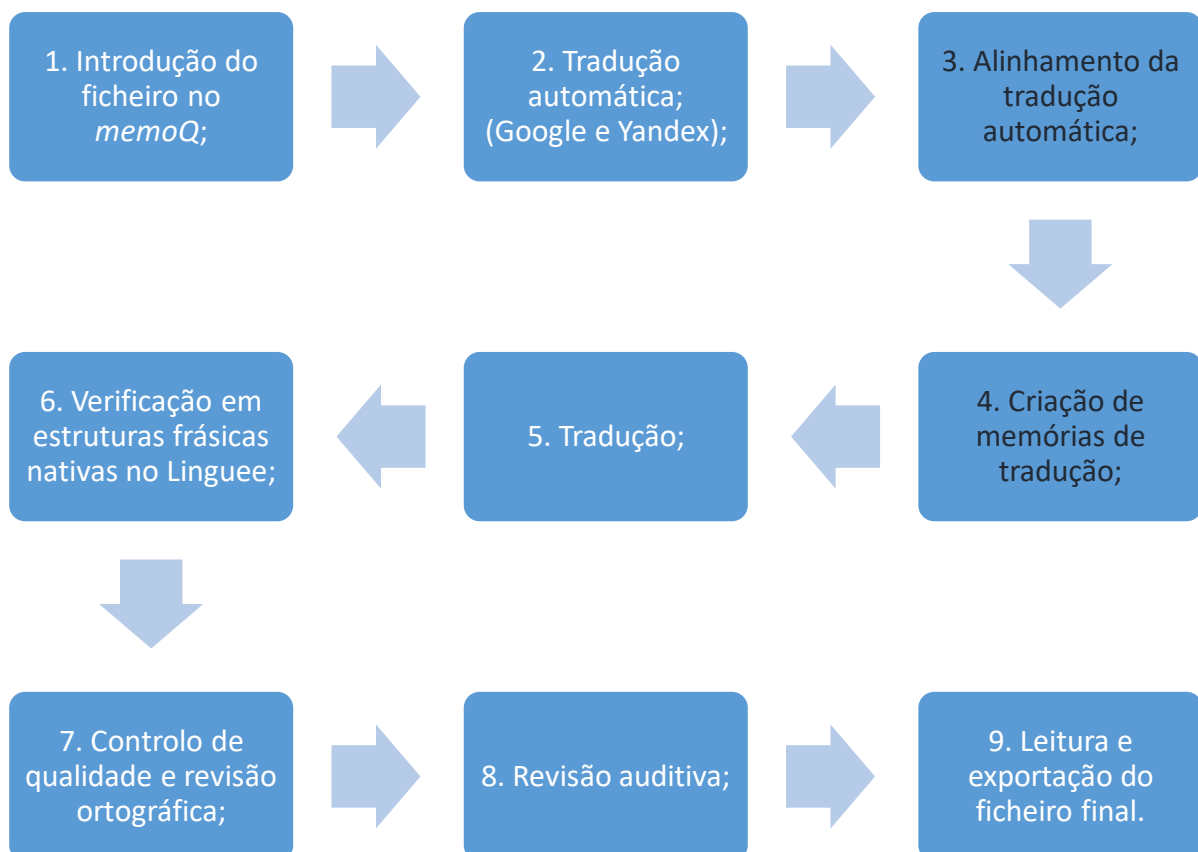 1. Introdução do
ficheiro no
memoQ;
2. Tradução
automática;
(Google e Yandex);
3. Alinhamento da
tradução
automática;
4. Criação de
memórias de
tradução;
5. Tradução;
6. Verificação em
estruturas frásicas
nativas no Linguee;
7. Controlo de
qualidade e revisão
ortográfica;
8. Revisão auditiva;
9. Leitura e
exportação do
ficheiro final.